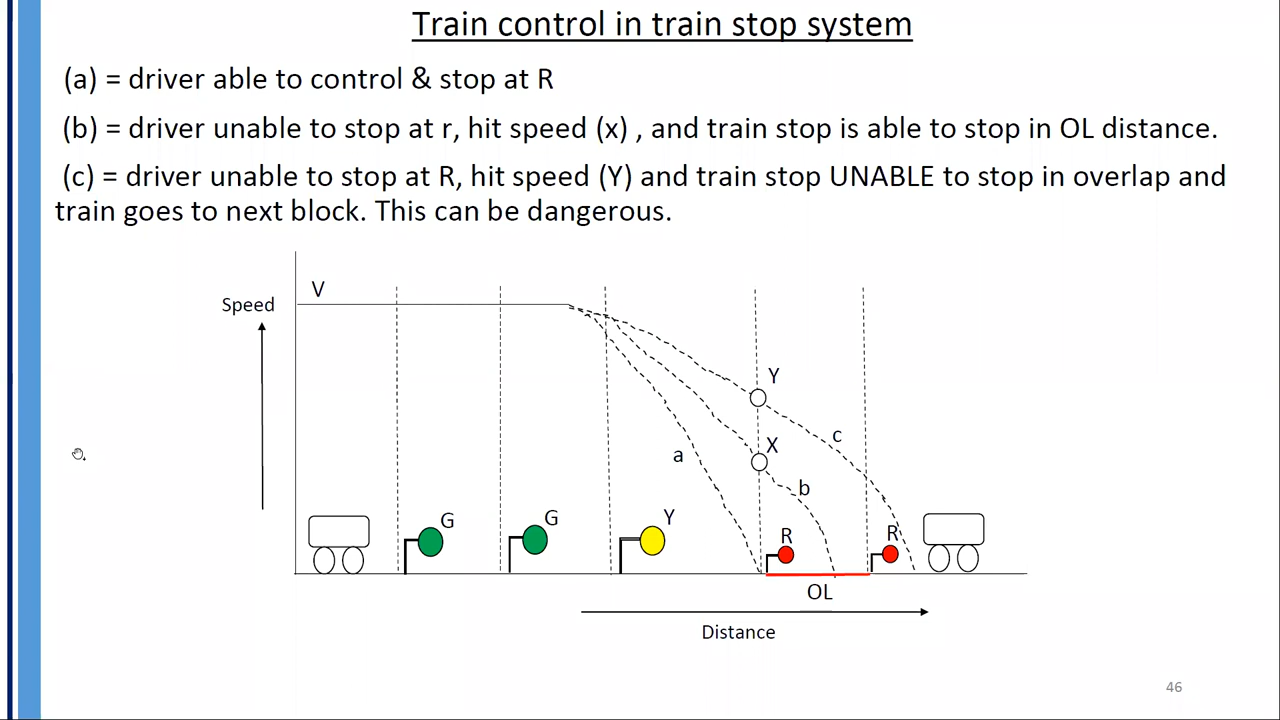 Train control in train stop system
(a) = driver able to control & stop at R
(b) = driver unable to stop at r, hit speed (x) , and train stop is able to stop in OL distance.
(c) = driver unable to stop at R, hit speed (Y) and train stop UNABLE to stop in overlap and
train goes to next block. This can be dangerous.
V
Speed
Y
X
c
a
b
G
G
Y
R
R
OL
Distance
46